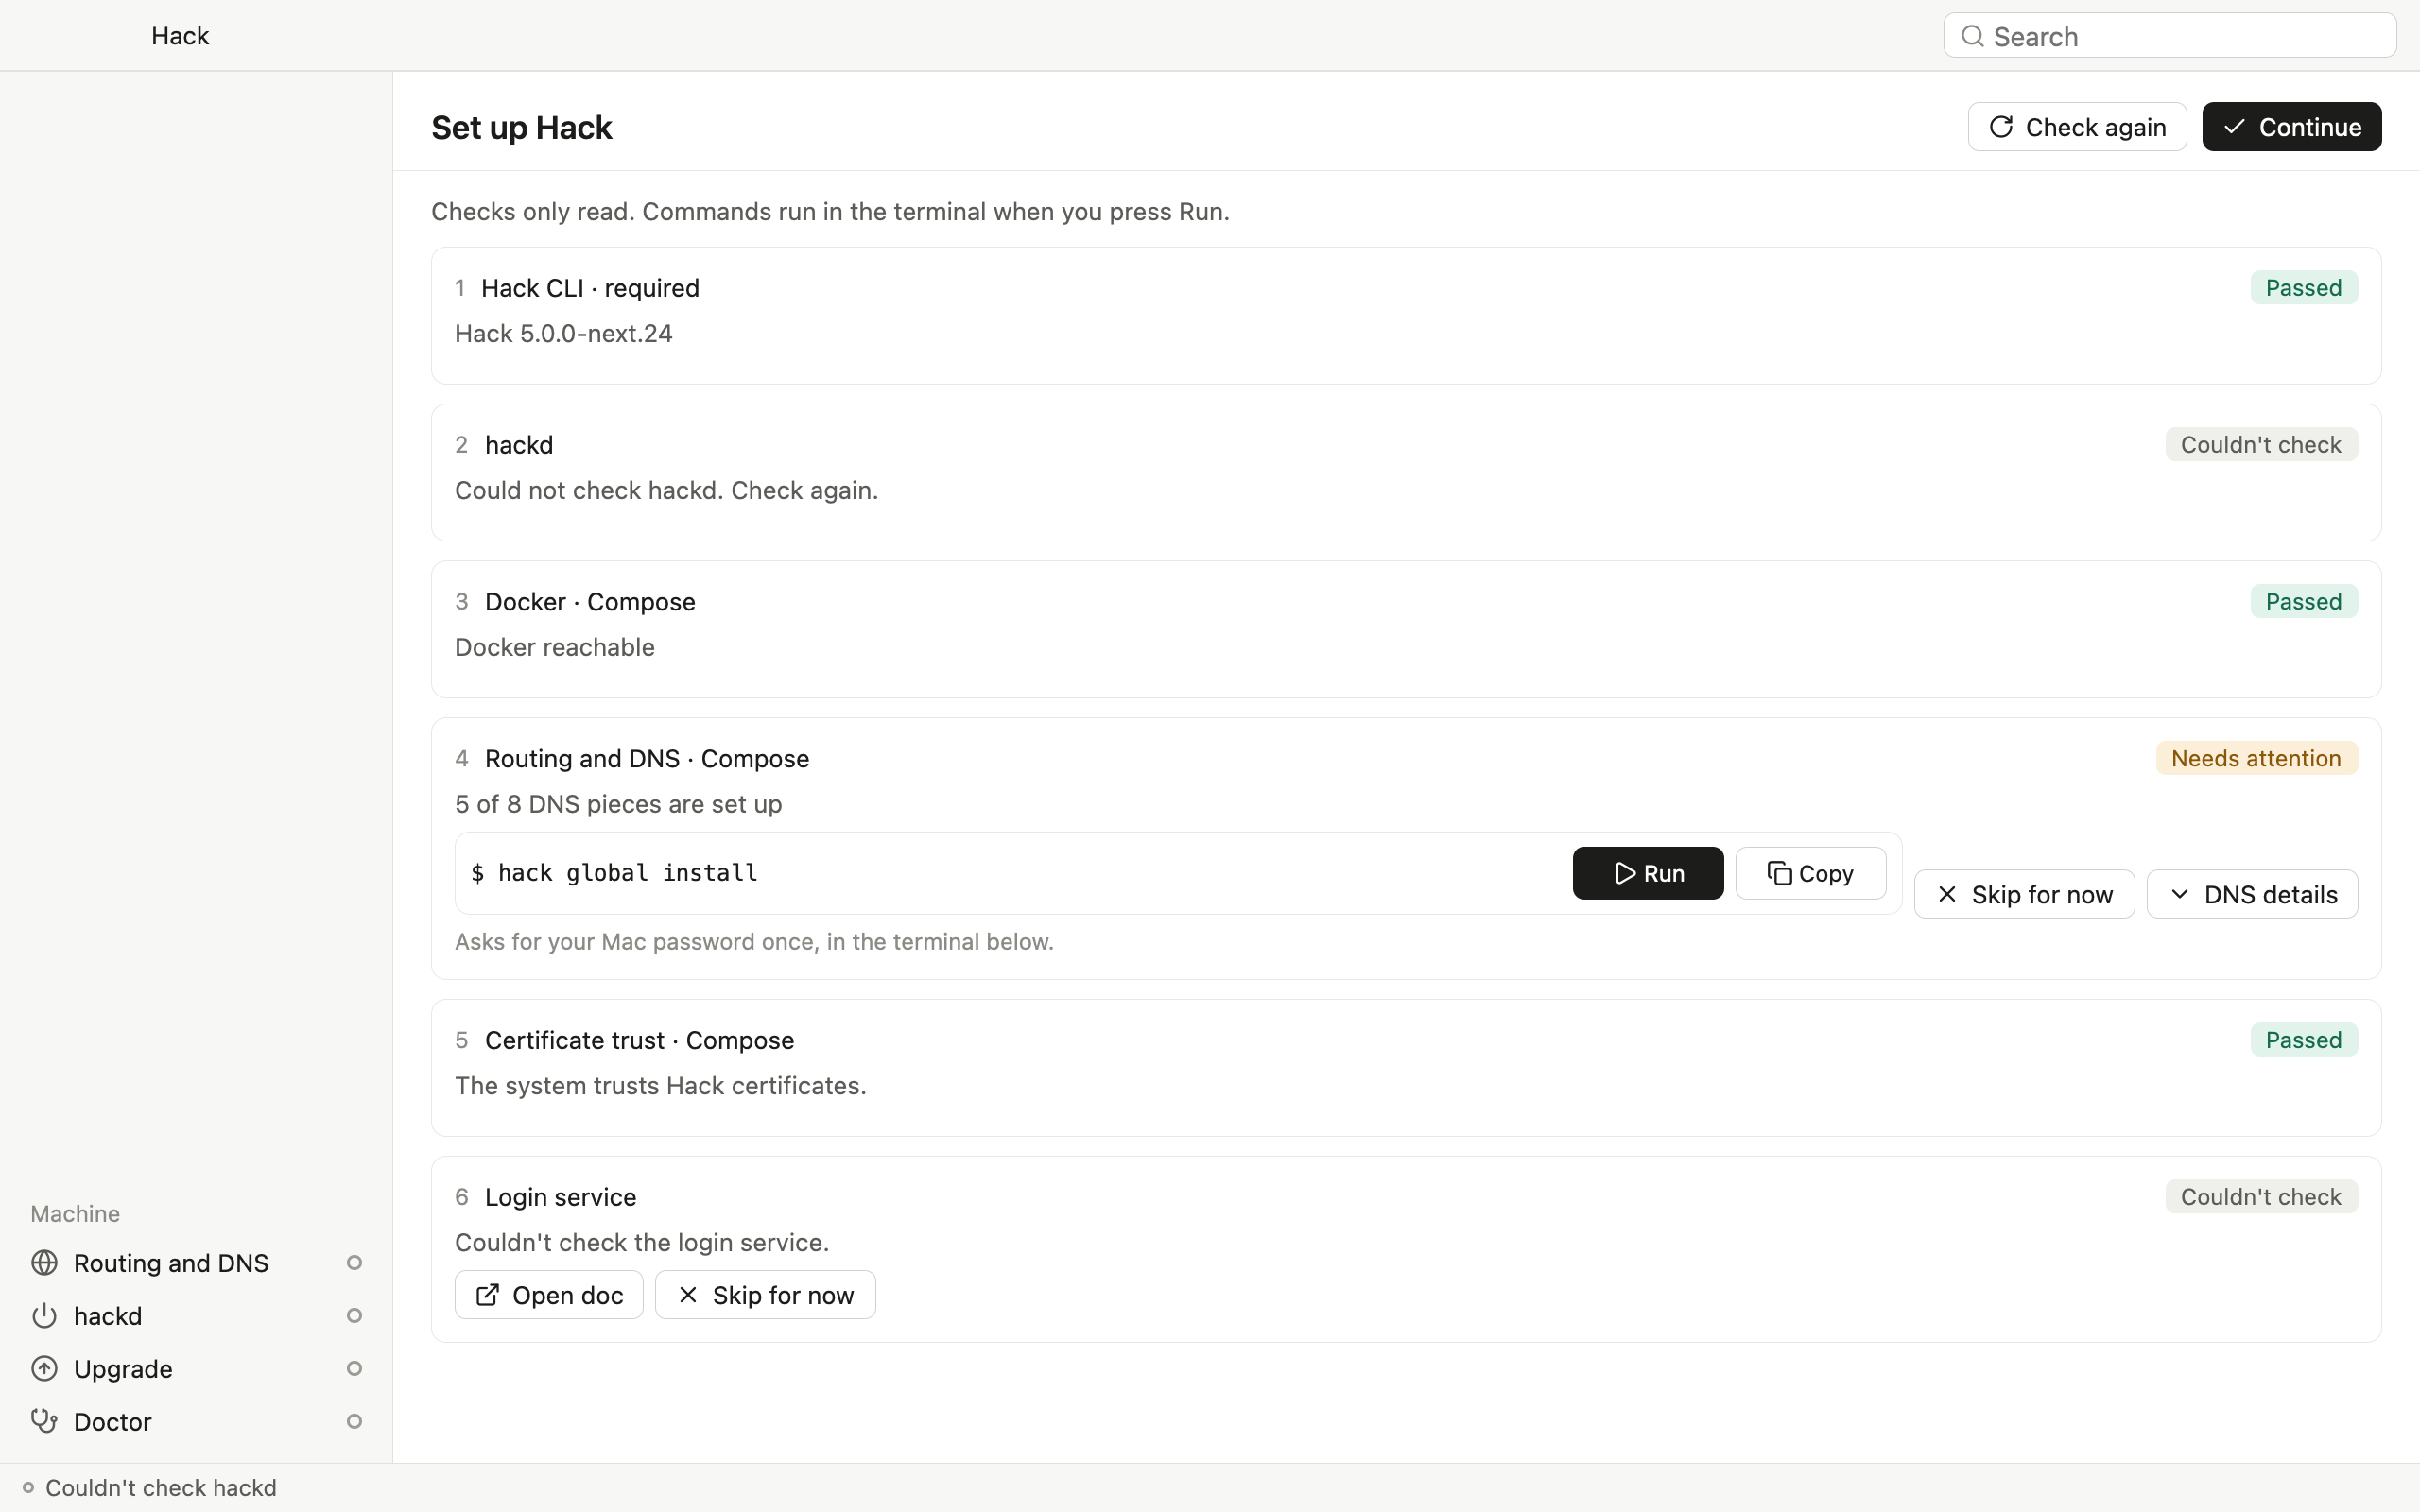 Hack
Search
Set up Hack
Check again
Continue
Checks only read. Commands run in the terminal when you press Run.
1 Hack CLI · required
Passed
Hack 5.0.0-next.24
2 hackd
Couldn't check
Could not check hackd. Check again.
3 Docker · Compose
Passed
Docker reachable
4 Routing and DNS · Compose
Needs attention
5 of 8 DNS pieces are set up
$ hack global install
Run
Copy
Skip for now
DNS details
Asks for your Mac password once, in the terminal below.
5 Certificate trust · Compose
Passed
The system trusts Hack certificates.
6 Login service
Couldn't check
Couldn't check the login service.
Open doc
Skip for now
Machine
Routing and DNS
hackd
Upgrade
Doctor
Couldn't check hackd